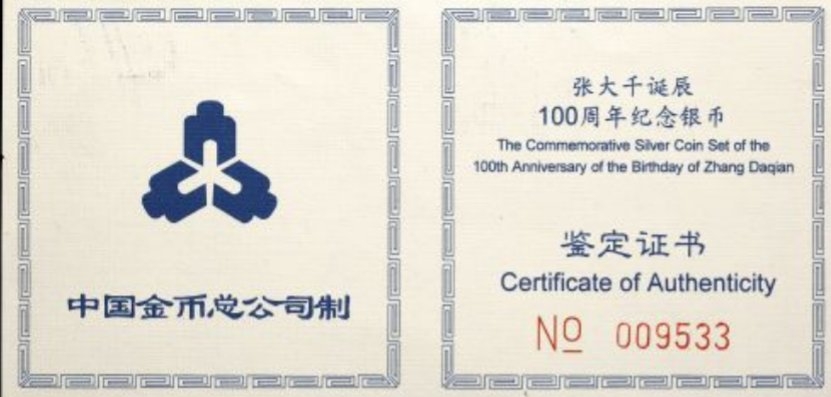 中国金币总公司制
张大千诞辰
100周年纪念银币
The Commemorative Silver Coin Set of the
100th Anniversary of the Birthday of Zhang Daqian
鉴定证书
Certificate of Authenticity
No 009533